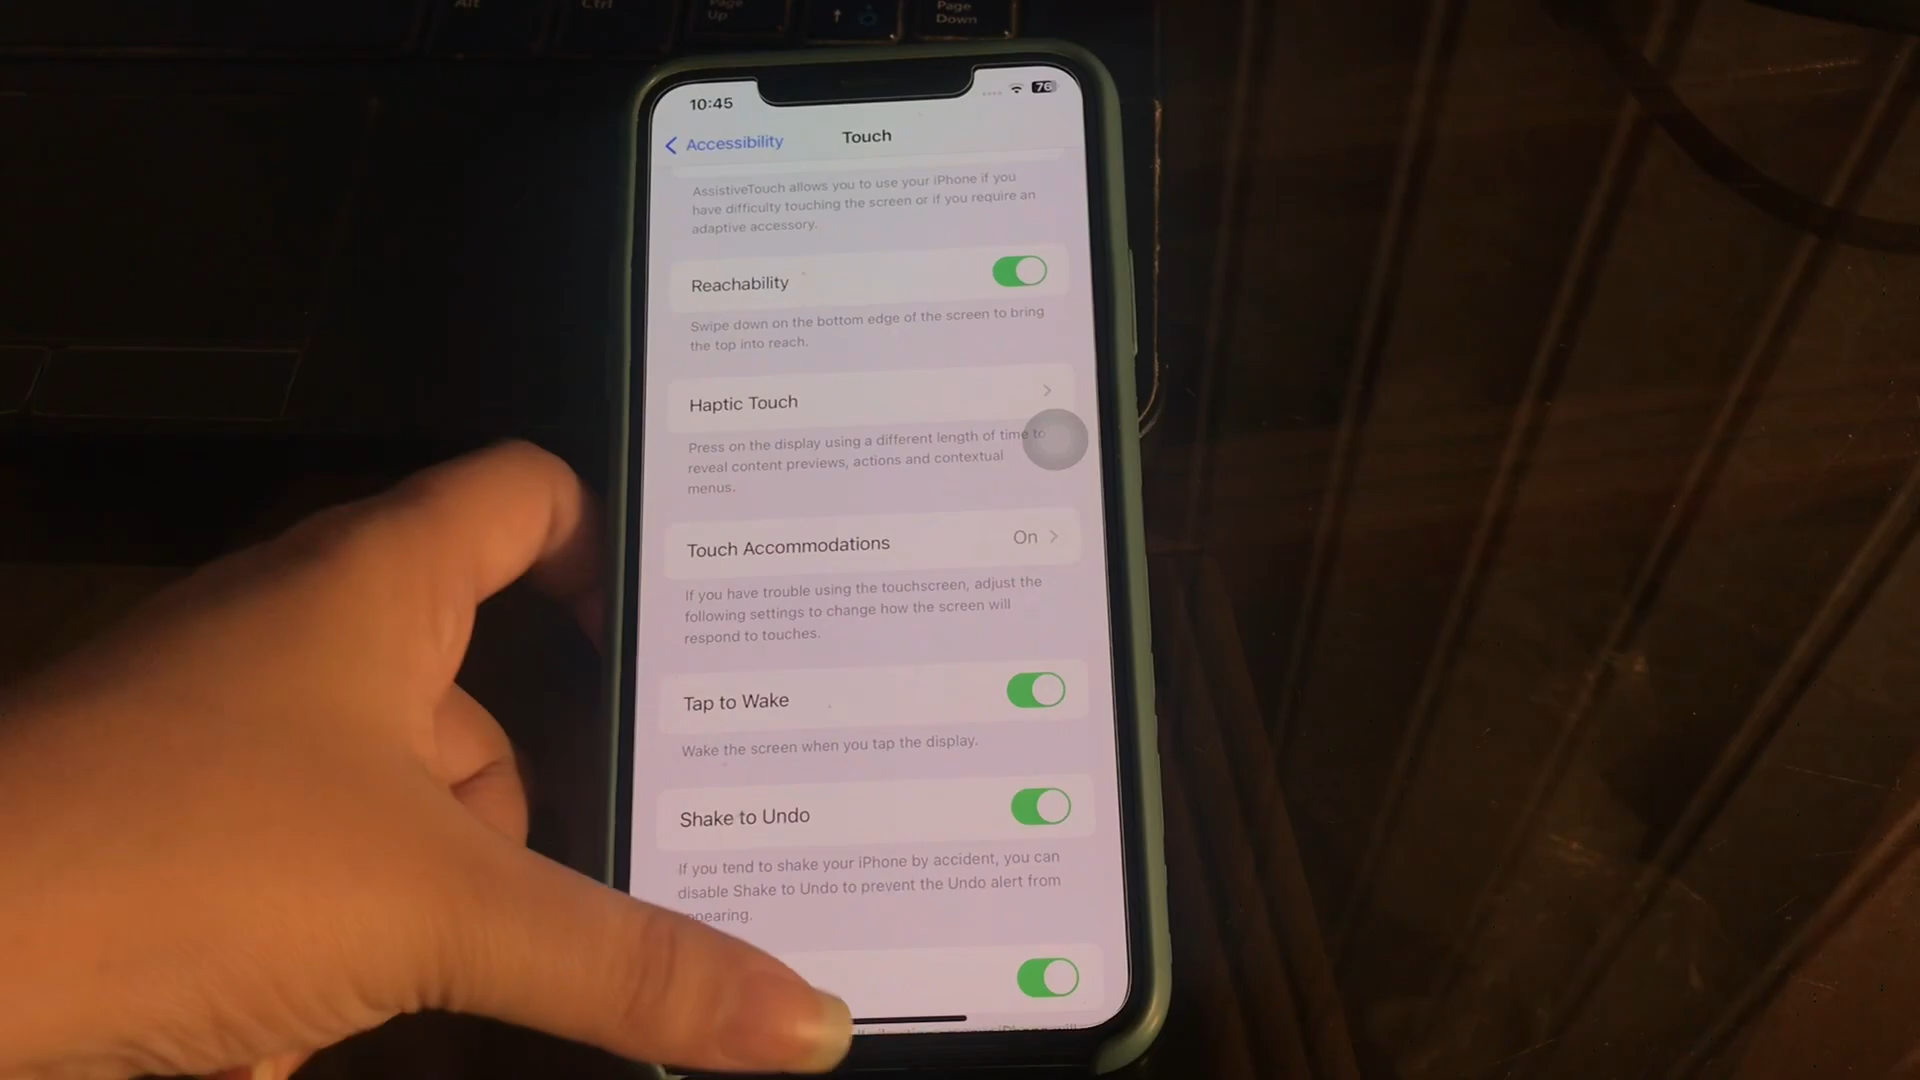 Alt
Ctrl
Page
Up
Page
Down
10:45
76
Accessibility
Touch
AssistiveTouch allows you to use your iPhone if you
have difficulty touching the screen or if you require an
adaptive accessory.
Reachability
Swipe down on the bottom edge of the screen to bring
the top into reach.
Haptic Touch
Press on the display using a different length of time to
reveal content previews, actions and contextual
menus.
Touch Accommodations
On
If you have trouble using the touchscreen, adjust the
following settings to change how the screen will
respond to touches.
Tap to Wake
Wake the screen when you tap the display.
Shake to Undo
If you tend to shake your iPhone by accident, you can
disable Shake to Undo to prevent the Undo alert from
appearing.
iPhone will